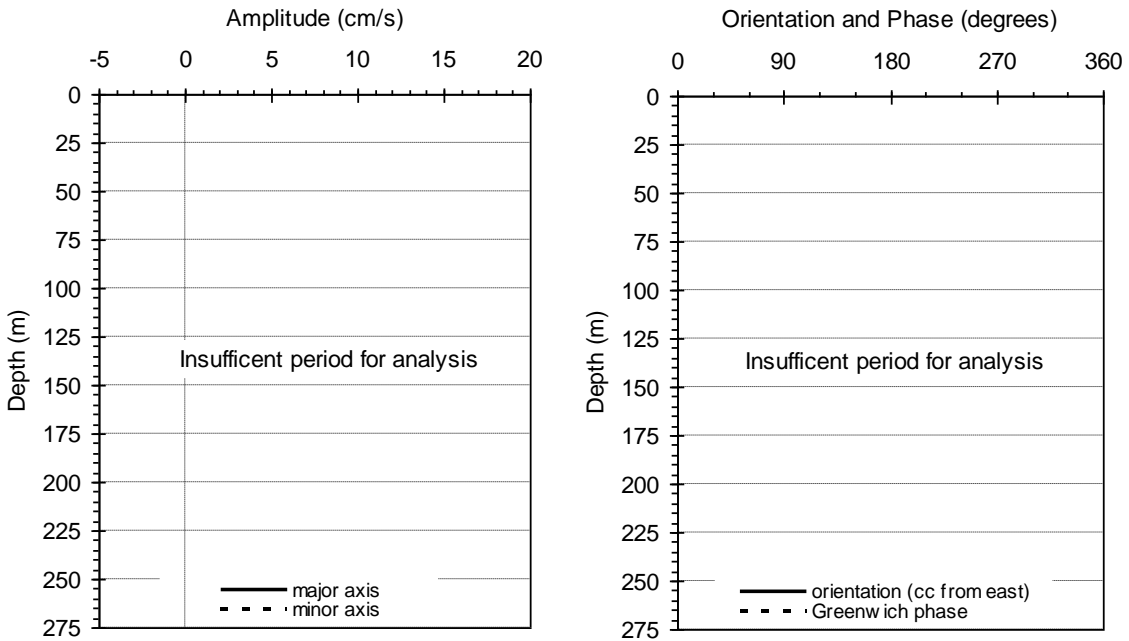 Amplitude (cm/s)
-5 0 5 10 15 20
0
25
50
75
100
125
150
175
200
225
250
275
Depth (m)
Insufficent period for analysis
major axis
minor axis
Orientation and Phase (degrees)
0 90 180 270 360
0
25
50
75
100
125
150
175
200
225
250
275
Depth (m)
Insufficent period for analysis
orientation (cc from east)
Greenwich phase